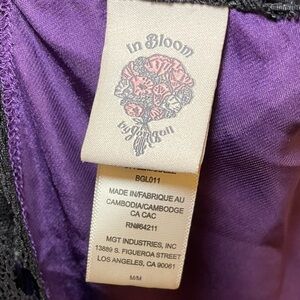 in Bloom
by Jonquil
BGL011
MADE IN/FABRIQUE AU
CAMBODIA/CAMBODGE
CA CAC
RN#64211
MGT INDUSTRIES, INC
13889 S. FIGUEROA STREET
LOS ANGELES, CA 90061
M/M